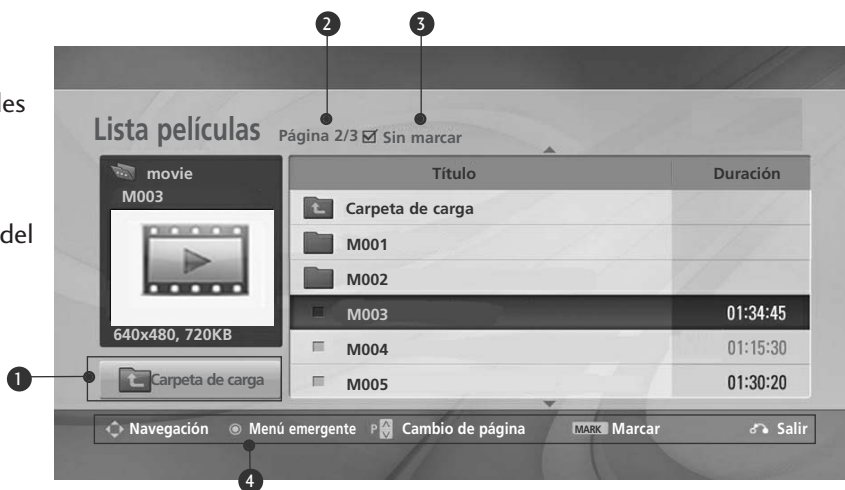 2 3
les
Lista películas Página 2/3 Sin marcar
movie
M003
Título Duración
Carpeta de carga
M001
del
M002
M003 01:34:45
640x480, 720KB
M004 01:15:30
1 Carpeta de carga
M005 01:30:20
Navegación Menú emergente P Cambio de página MARK Marcar Salir
4